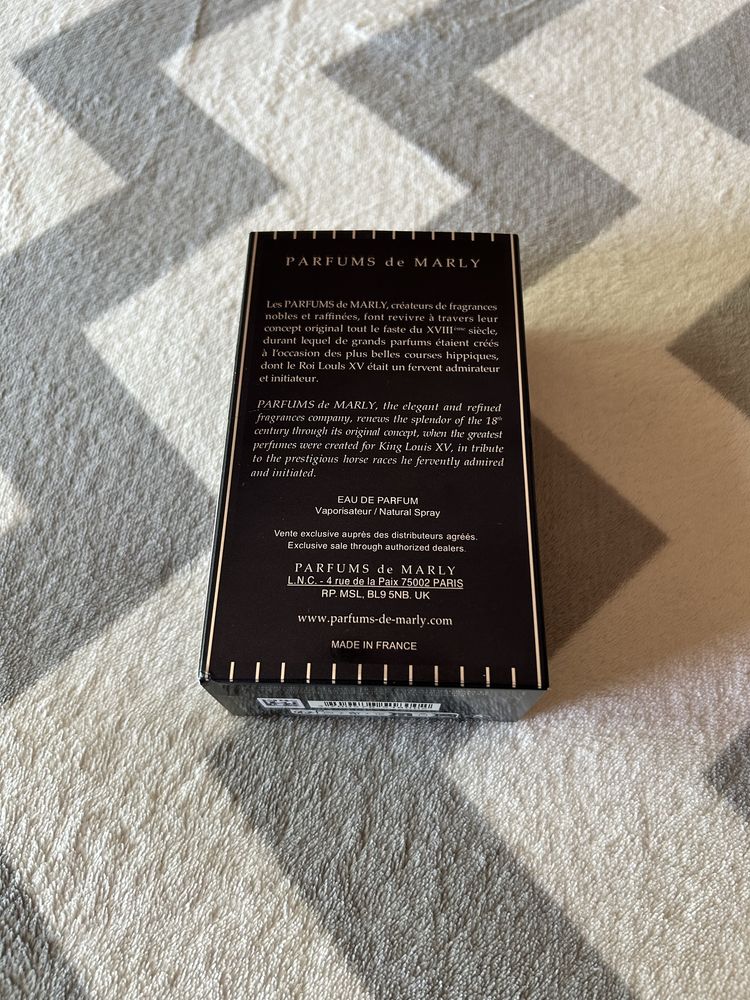 PARFUMS de MARLY
Les PARFUMS de MARLY, créateurs de fragrances
nobles et raffinées, font revivre à travers leur
concept original tout le faste du XVIIIème siècle,
durant lequel de grands parfums étaient créés
à l'occasion des plus belles courses hippiques,
dont le Roi Louis XV était un fervent admirateur
et initiateur.
PARFUMS de MARLY, the elegant and refined
fragrances company, renews the splendor of the 18th
century through its original concept, when the greatest
perfumes were created for King Louis XV, in tribute
to the prestigious horse races he fervently admired
and initiated.
EAU DE PARFUM
Vaporisateur / Natural Spray
Vente exclusive auprès des distributeurs agréés.
Exclusive sale through authorized dealers.
PARFUMS de MARLY
L.N.C. - 4 rue de la Paix 75002 PARIS
RP. MSL, BL9 5NB. UK
www.parfums-de-marly.com
MADE IN FRANCE